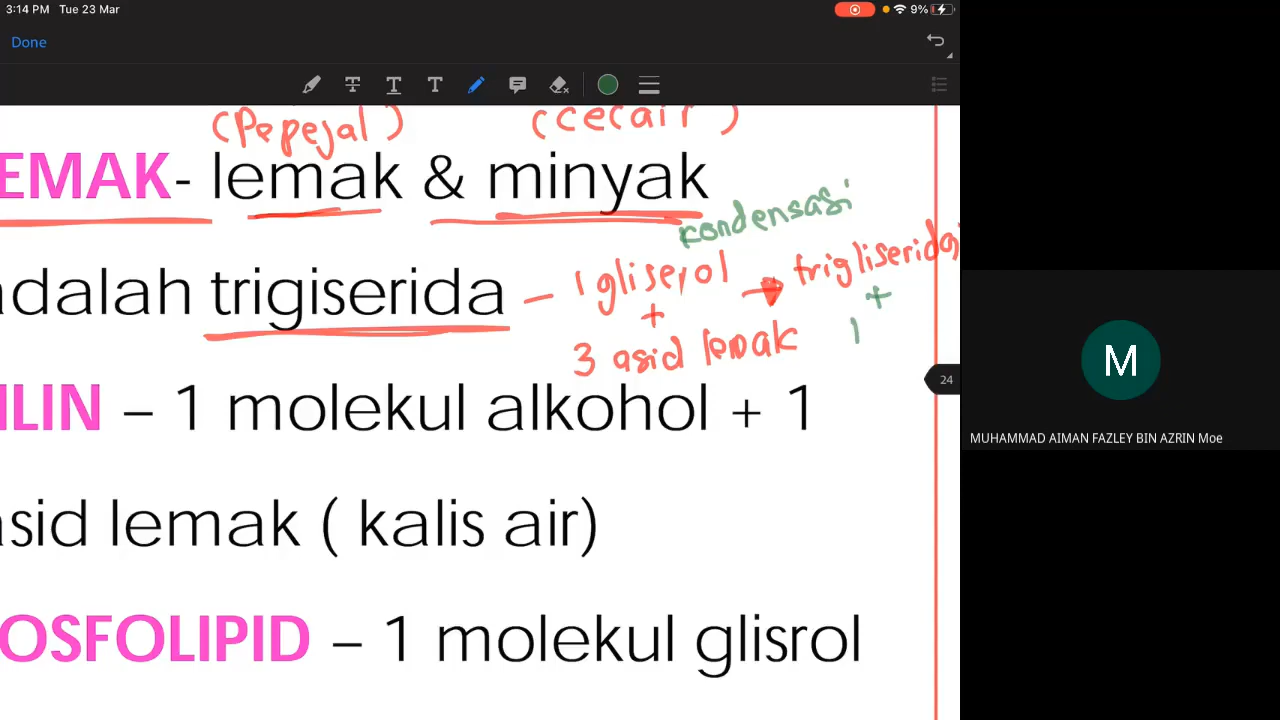 3:14 PM Tue 23 Mar
9%
Done
(Pepejal) (cecair)
EMAK- lemak & minyak
kondensasi
adalah trigiserida – 1 gliserol → trigliserida
+ +
3 asid lemak 1
24
ILIN – 1 molekul alkohol + 1
asid lemak ( kalis air)
OSFOLIPID – 1 molekul glisrol
M
MUHAMMAD AIMAN FAZLEY BIN AZRIN Moe